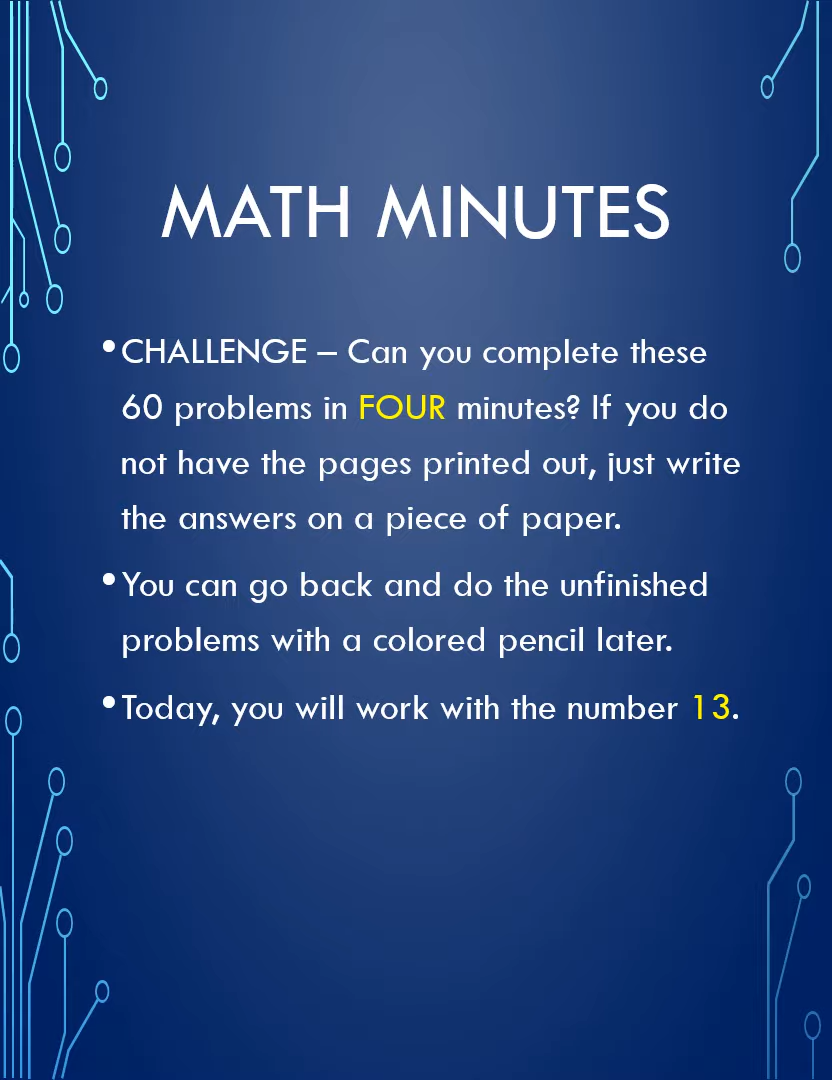 MATH MINUTES
•CHALLENGE – Can you complete these
60 problems in FOUR minutes? If you do
not have the pages printed out, just write
the answers on a piece of paper.
•You can go back and do the unfinished
problems with a colored pencil later.
•Today, you will work with the number 13.